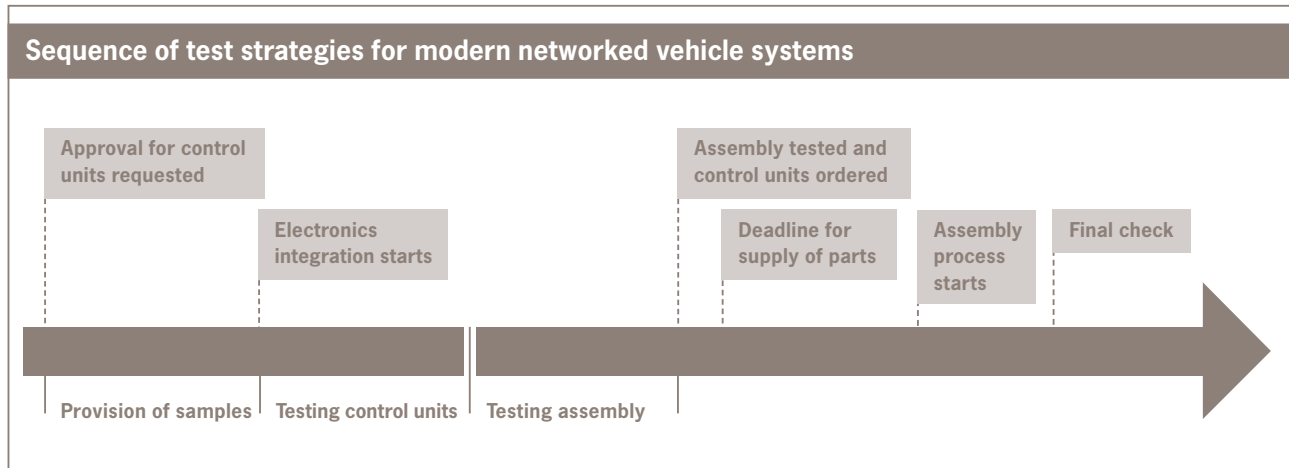 Sequence of test strategies for modern networked vehicle systems
Approval for control
units requested
Electronics
integration starts
Assembly tested and
control units ordered
Deadline for
supply of parts
Assembly
process
starts
Final check
Provision of samples
Testing control units
Testing assembly